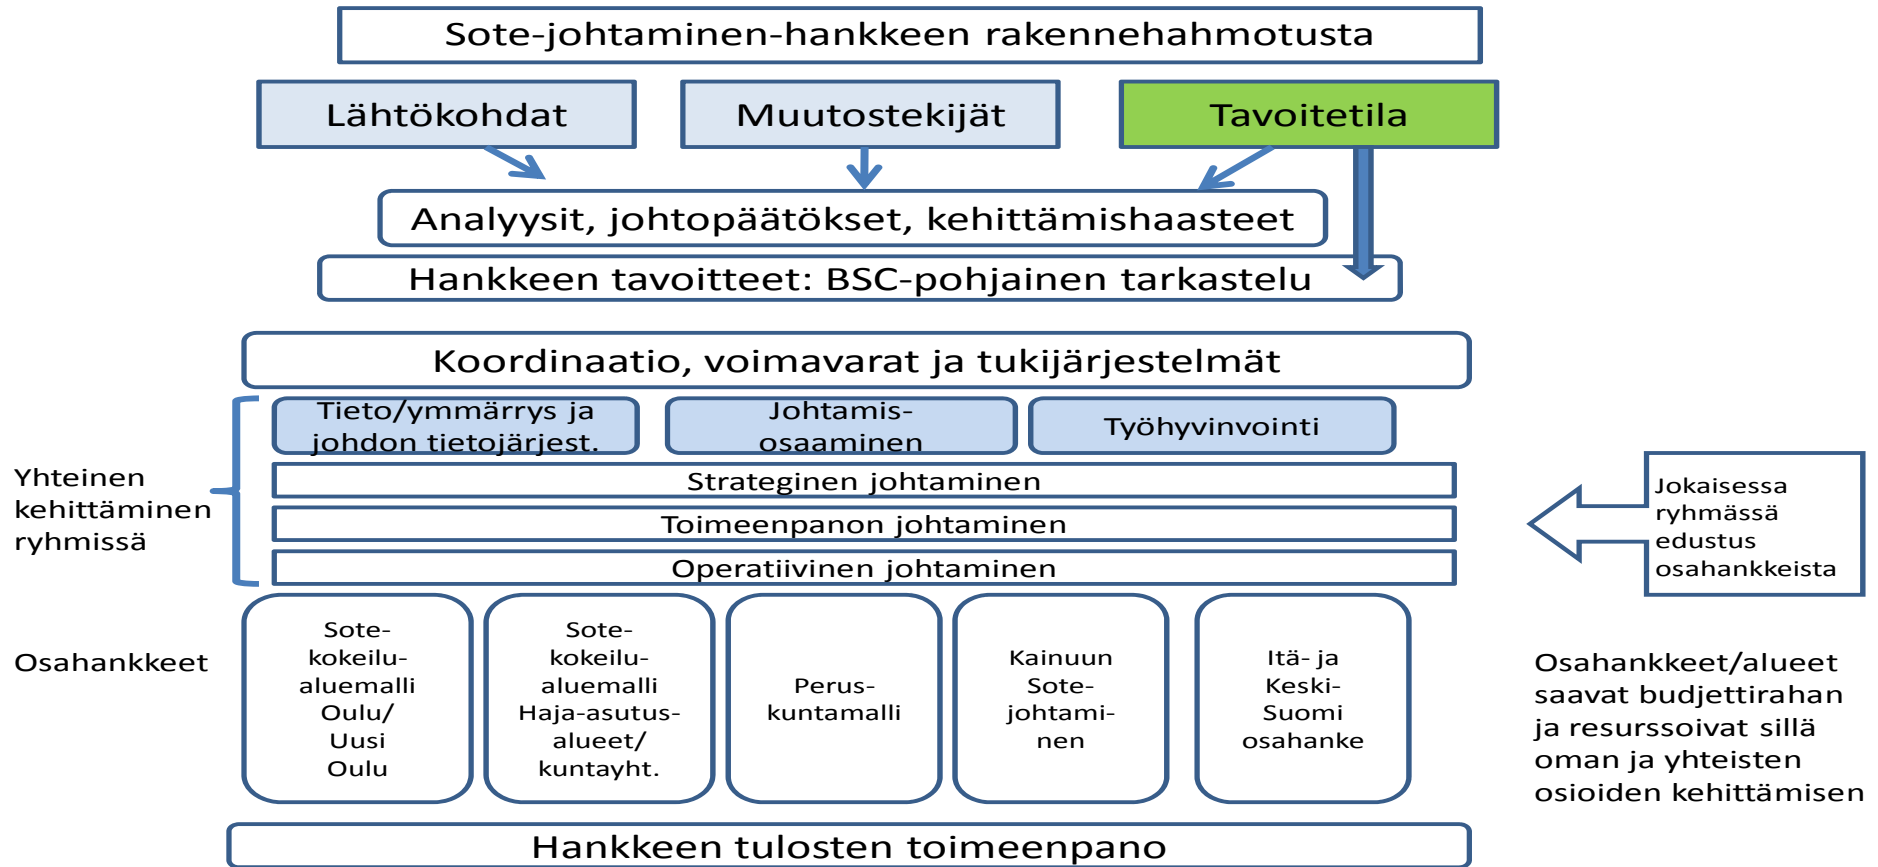 Sote-johtaminen-hankkeen rakennehahmotusta
Lähtökohdat
Muutostekijät
Tavoitetila
Analyysit, johtopäätökset, kehittämishaasteet
Hankkeen tavoitteet: BSC-pohjainen tarkastelu
Koordinaatio, voimavarat ja tukijärjestelmät
Tieto/ymmärrys ja
johdon tietojärjest.
Johtamis-
osaaminen
Työhyvinvointi
Yhteinen
kehittäminen
ryhmissä
Strateginen johtaminen
Toimeenpanon johtaminen
Operatiivinen johtaminen
Jokaisessa
ryhmässä
edustus
osahankkeista
Osahankkeet
Sote-
kokeilu-
aluemalli
Oulu/
Uusi
Oulu
Sote-
kokeilu-
aluemalli
Haja-asutus-
alueet/
kuntayht.
Perus-
kuntamalli
Kainuun
Sote-
johtami-
nen
Itä- ja
Keski-
Suomi
osahanke
Osahankkeet/alueet
saavat budjettirahan
ja resurssoivat sillä
oman ja yhteisten
osioiden kehittämisen
Hankkeen tulosten toimeenpano